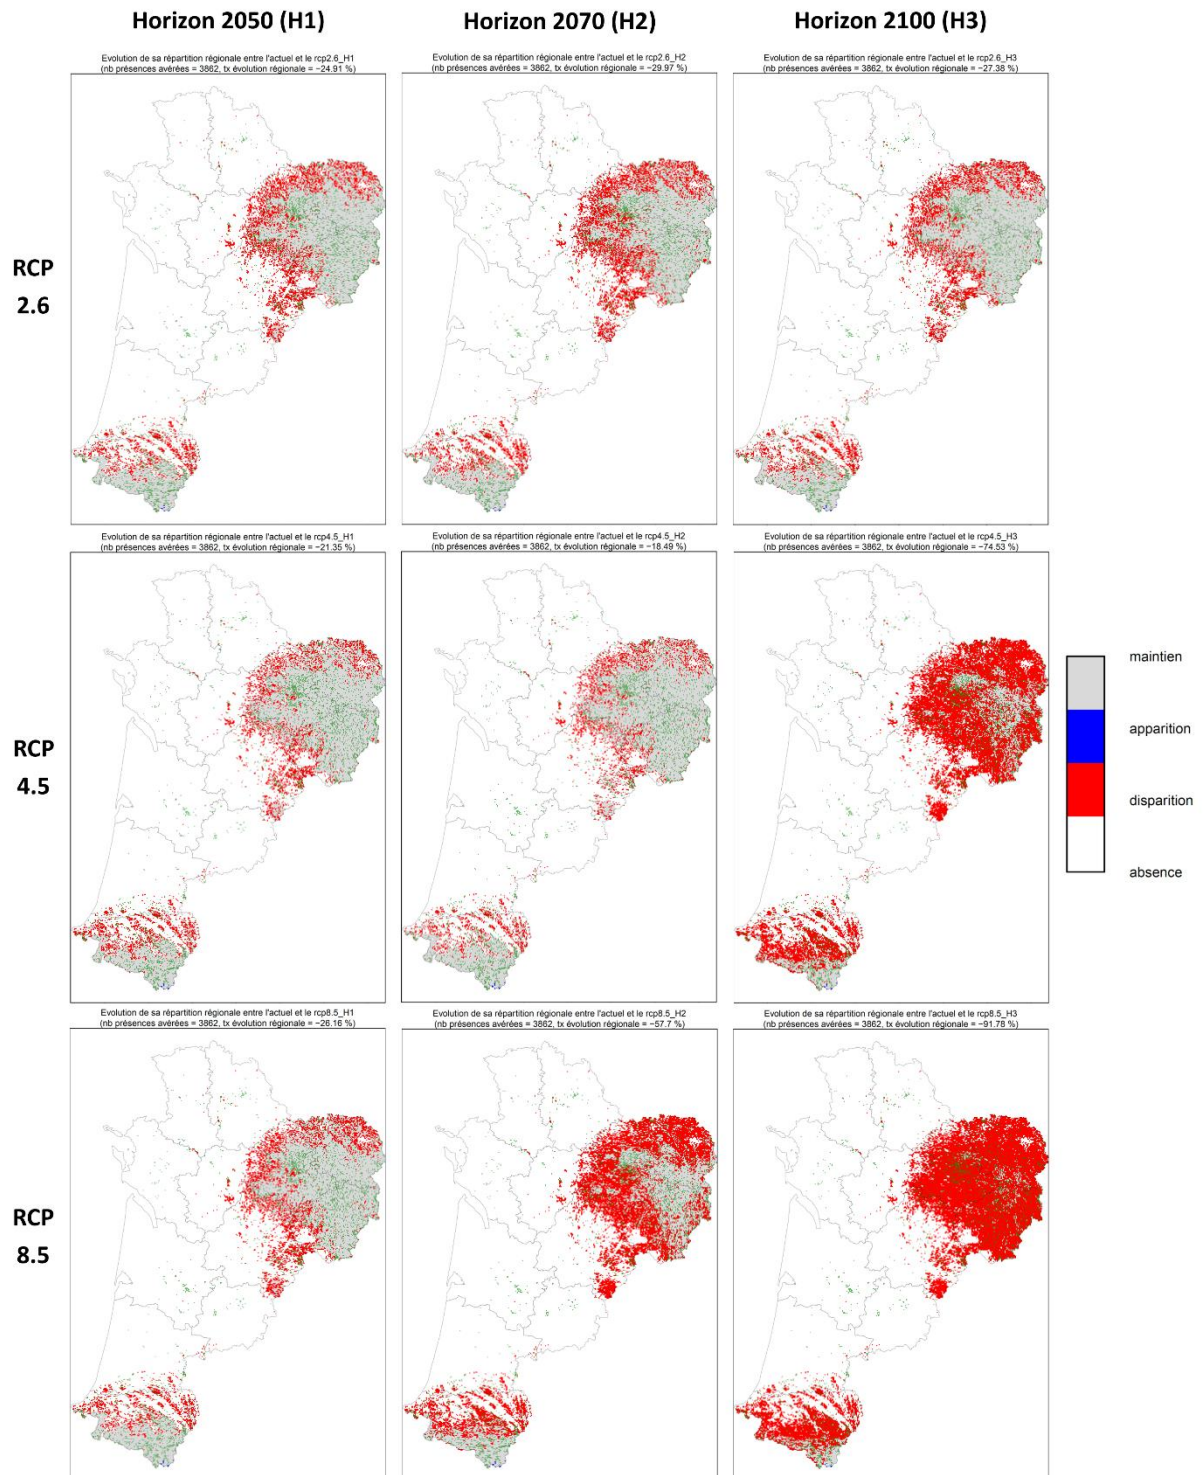 Horizon 2050 (H1) Horizon 2070 (H2) Horizon 2100 (H3)
Evolution de sa répartition régionale entre l'actuel et le rcp2.6_H1
(nb présences avérées = 3862, tx évolution régionale = −24.91 %)
Evolution de sa répartition régionale entre l'actuel et le rcp2.6_H2
(nb présences avérées = 3862, tx évolution régionale = −29.97 %)
Evolution de sa répartition régionale entre l'actuel et le rcp2.6_H3
(nb présences avérées = 3862, tx évolution régionale = −27.38 %)
RCP
2.6
Evolution de sa répartition régionale entre l'actuel et le rcp4.5_H1
(nb présences avérées = 3862, tx évolution régionale = −21.35 %)
Evolution de sa répartition régionale entre l'actuel et le rcp4.5_H2
(nb présences avérées = 3862, tx évolution régionale = −18.49 %)
Evolution de sa répartition régionale entre l'actuel et le rcp4.5_H3
(nb présences avérées = 3862, tx évolution régionale = −74.53 %)
RCP
4.5
maintien
apparition
disparition
absence
Evolution de sa répartition régionale entre l'actuel et le rcp8.5_H1
(nb présences avérées = 3862, tx évolution régionale = −26.16 %)
Evolution de sa répartition régionale entre l'actuel et le rcp8.5_H2
(nb présences avérées = 3862, tx évolution régionale = −57.7 %)
Evolution de sa répartition régionale entre l'actuel et le rcp8.5_H3
(nb présences avérées = 3862, tx évolution régionale = −91.78 %)
RCP
8.5